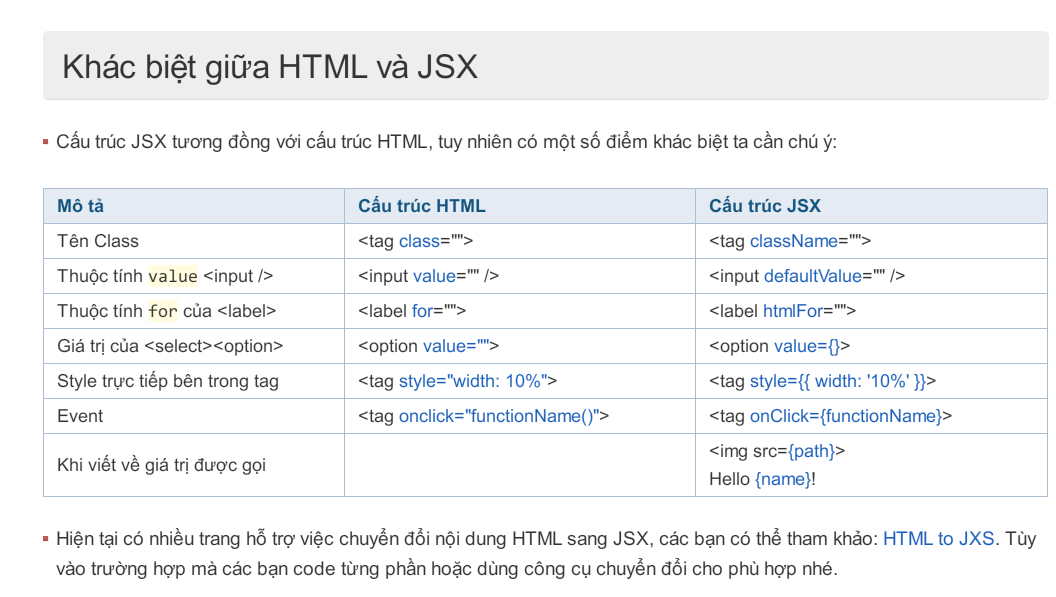 Khác biệt giữa HTML và JSX
Cấu trúc JSX tương đồng với cấu trúc HTML, tuy nhiên có một số điểm khác biệt ta cần chú ý:
Mô tả Cấu trúc HTML Cấu trúc JSX
Tên Class <tag class=""> <tag className="">
Thuộc tính value <input /> <input value="" /> <input defaultValue="" />
Thuộc tính for của <label> <label for=""> <label htmlFor="">
Giá trị của <select><option> <option value=""> <option value={}>
Style trực tiếp bên trong tag <tag style="width: 10%"> <tag style={{ width: '10%' }}>
Event <tag onclick="functionName()"> <tag onClick={functionName}>
Khi viết về giá trị được gọi <img src={path}>
Hello {name}!
Hiện tại có nhiều trang hỗ trợ việc chuyển đổi nội dung HTML sang JSX, các bạn có thể tham khảo: HTML to JXS. Tùy
vào trường hợp mà các bạn code từng phần hoặc dùng công cụ chuyển đổi cho phù hợp nhé.